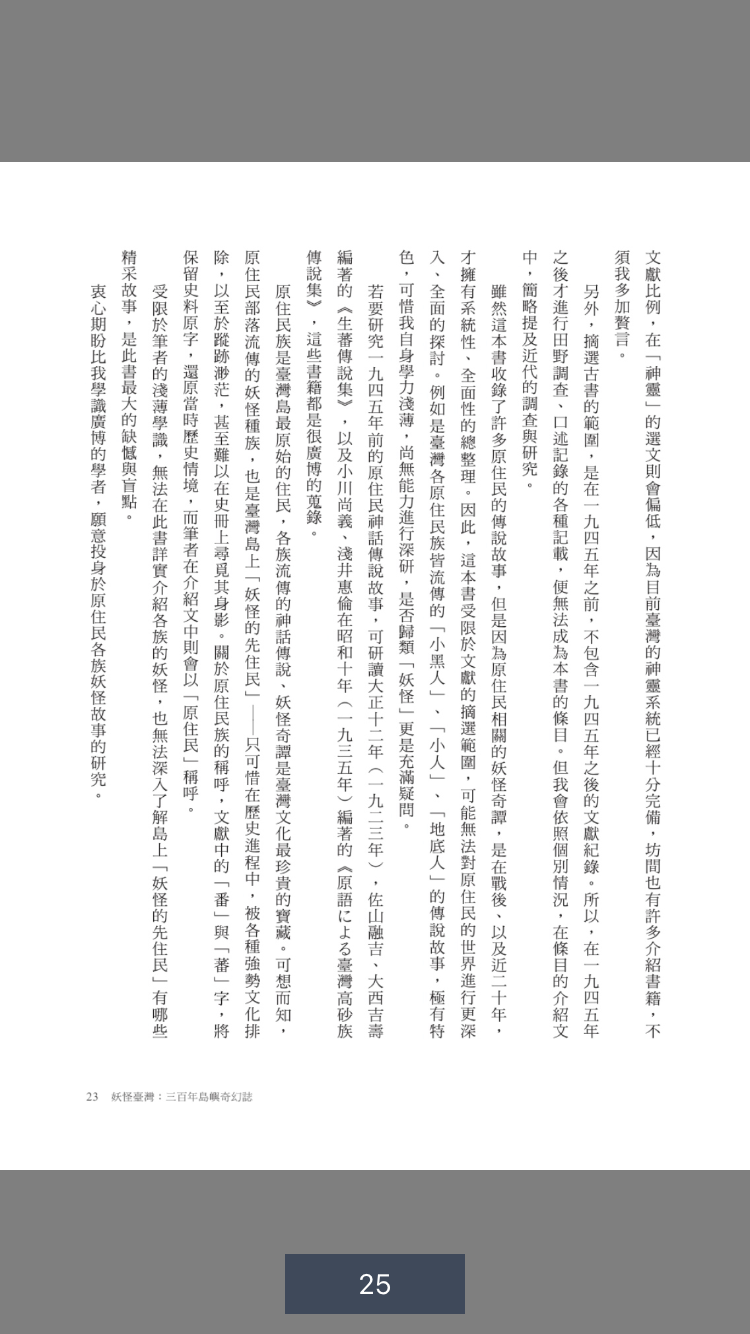 文獻比例，在「神靈」的選文則會偏低，因為目前臺灣的神靈系統已經十分完備，坊間也有許多介紹書籍，不
須我多加贅言。
另外，摘選古書的範圍，是在一九四五年之前，不包含一九四五年之後的文獻紀錄。所以，在一九四五年
之後才進行田野調查、口述記錄的各種記載，便無法成為本書的條目。但我會依照個別情況，在條目的介紹文
中，簡略提及近代的調查與研究。
雖然這本書收錄了許多原住民的傳說故事，但是因為原住民相關的妖怪奇譚，是在戰後、以及近二十年，
才擁有系統性、全面性的總整理。因此，這本書受限於文獻的摘選範圍，可能無法對原住民的世界進行更深
入、全面的探討。例如是臺灣各原住民族皆流傳的「小黑人」、「小人」、「地底人」的傳說故事，極有特
色，可惜我自身學力淺薄，尚無能力進行深研，是否歸類「妖怪」更是充滿疑問。
若要研究一九四五年前的原住民神話傳說故事，可研讀大正十二年（一九二三年），佐山融吉、大西吉壽
編著的《生蕃傳說集》，以及小川尚義、淺井惠倫在昭和十年（一九三五年）編著的《原語による臺灣高砂族
傳說集》，這些書籍都是很廣博的蒐錄。
原住民族是臺灣島最原始的住民，各族流傳的神話傳說、妖怪奇譚是臺灣文化最珍貴的寶藏。可想而知，
原住民部落流傳的妖怪種族，也是臺灣島上「妖怪的先住民」——只可惜在歷史進程中，被各種強勢文化排
除，以至於蹤跡渺茫，甚至難以在史冊上尋覓其身影。關於原住民族的稱呼，文獻中的「番」與「蕃」字，將
保留史料原字，還原當時歷史情境，而筆者在介紹文中則會以「原住民」稱呼。
受限於筆者的淺薄學識，無法在此書詳實介紹各族的妖怪，也無法深入了解島上「妖怪的先住民」有哪些
精采故事，是此書最大的缺憾與盲點。
衷心期盼比我學識廣博的學者，願意投身於原住民各族妖怪故事的研究。
23 妖怪臺灣：三百年島嶼奇幻誌
25